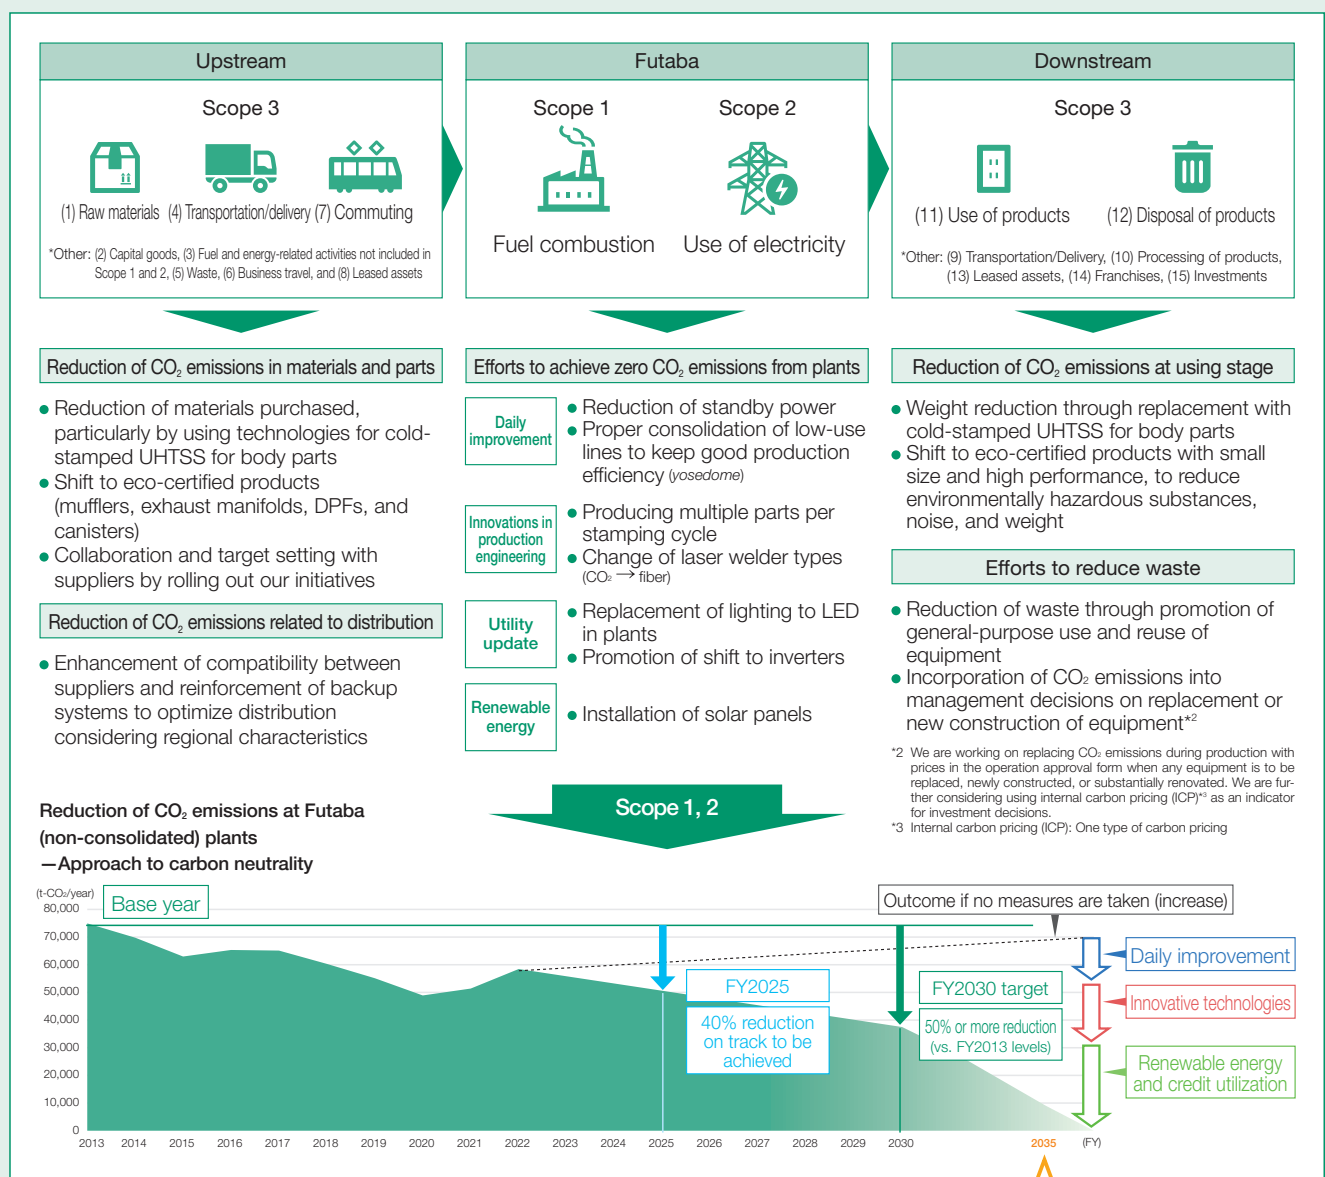 Upstream
Scope 3
(1) Raw materials
(4) Transportation/delivery
(7) Commuting
*Other: (2) Capital goods, (3) Fuel and energy-related activities not included in
Scope 1 and 2, (5) Waste, (6) Business travel, and (8) Leased assets
Futaba
Scope 1
Scope 2
Fuel combustion
Use of electricity
Downstream
Scope 3
(11) Use of products
(12) Disposal of products
*Other: (9) Transportation/Delivery, (10) Processing of products,
(13) Leased assets, (14) Franchises, (15) Investments
Reduction of CO₂ emissions in materials and parts
● Reduction of materials purchased,
particularly by using technologies for cold-
stamped UHTSS for body parts
● Shift to eco-certified products
(mufflers, exhaust manifolds, DPFs, and
canisters)
● Collaboration and target setting with
suppliers by rolling out our initiatives
Reduction of CO₂ emissions related to distribution
● Enhancement of compatibility between
suppliers and reinforcement of backup
systems to optimize distribution
considering regional characteristics
Efforts to achieve zero CO₂ emissions from plants
Daily
improvement
● Reduction of standby power
● Proper consolidation of low-use
lines to keep good production
efficiency (yosedome)
Innovations in
production
engineering
● Producing multiple parts per
stamping cycle
● Change of laser welder types
(CO₂ → fiber)
Utility
update
● Replacement of lighting to LED
in plants
● Promotion of shift to inverters
Renewable
energy
● Installation of solar panels
Reduction of CO₂ emissions at using stage
● Weight reduction through replacement with
cold-stamped UHTSS for body parts
● Shift to eco-certified products with small
size and high performance, to reduce
environmentally hazardous substances,
noise, and weight
Efforts to reduce waste
● Reduction of waste through promotion of
general-purpose use and reuse of
equipment
● Incorporation of CO₂ emissions into
management decisions on replacement or
new construction of equipment*2
*2 We are working on replacing CO₂ emissions during production with
prices in the operation approval form when any equipment is to be
replaced, newly constructed, or substantially renovated. We are fur-
ther considering using internal carbon pricing (ICP)*3 as an indicator
for investment decisions.
*3 Internal carbon pricing (ICP): One type of carbon pricing
Scope 1, 2
Reduction of CO₂ emissions at Futaba
(non-consolidated) plants
—Approach to carbon neutrality
(t-CO₂/year)
80,000
70,000
60,000
50,000
40,000
30,000
20,000
10,000
0
Base year
Outcome if no measures are taken (increase)
FY2025
40% reduction
on track to be
achieved
FY2030 target
50% or more reduction
(vs. FY2013 levels)
Daily improvement
Innovative technologies
Renewable energy
and credit utilization
2013 2014 2015 2016 2017 2018 2019 2020 2021 2022 2023 2024 2025 2026 2027 2028 2029 2030 2035 (FY)